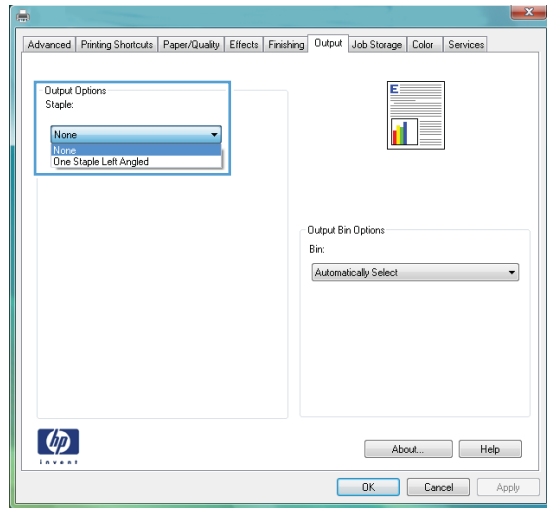 Advanced Printing Shortcuts Paper/Quality Effects Finishing Output Job Storage Color Services
Output Options
Staple:
None
None
One Staple Left Angled
E
Output Bin Options
Bin:
Automatically Select
hp
invent
About... Help
OK Cancel Apply